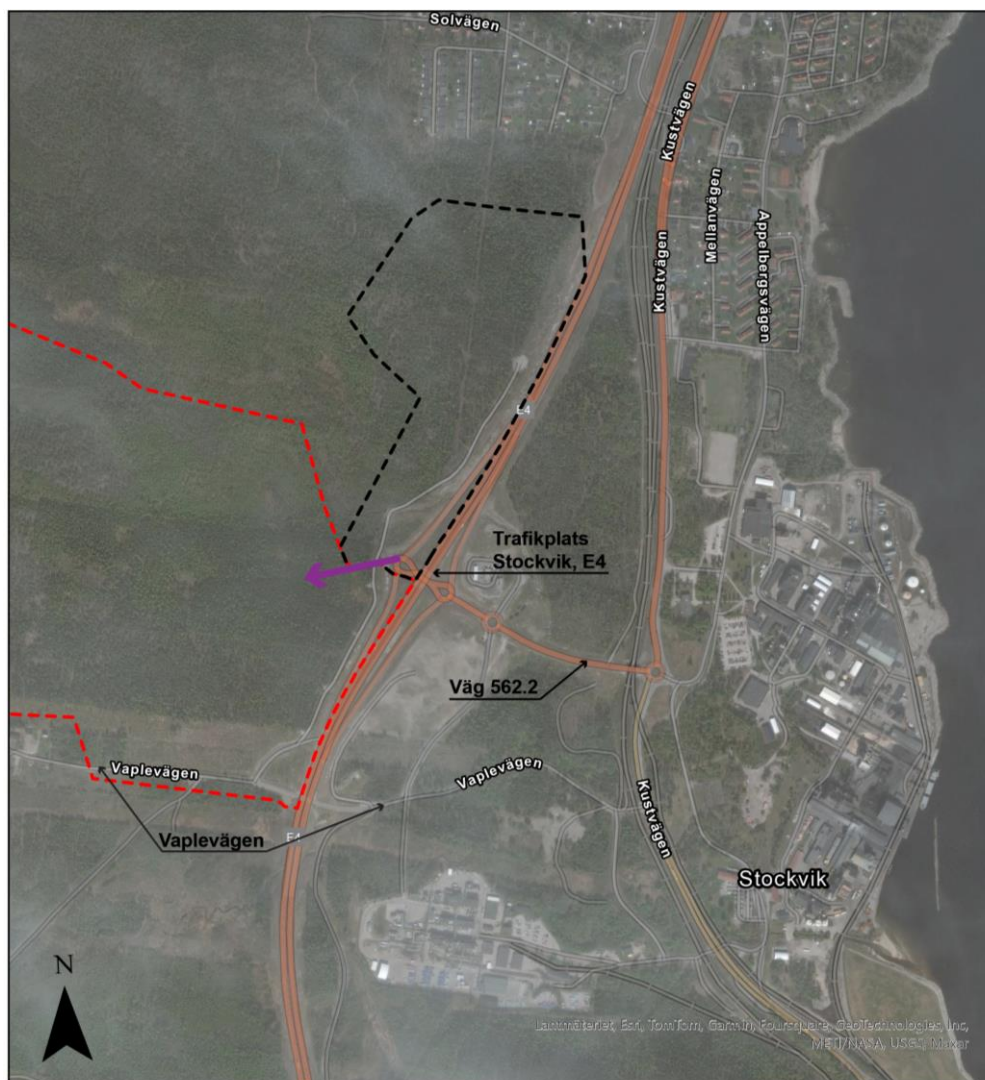 Solvägen
Kustvägen
Mellanvägen
Appelbergsvägen
Kustvägen
E4
Trafikplats
Stockvik, E4
Väg 562.2
Vaplevägen
Vaplevägen
Kustvägen
Vaplevägen
E4
Stockvik
N
Lantmäteriet, Esri, TomTom, Garmin, Foursquare, GeoTechnologies, Inc,
METI/NASA, USGS, Maxar